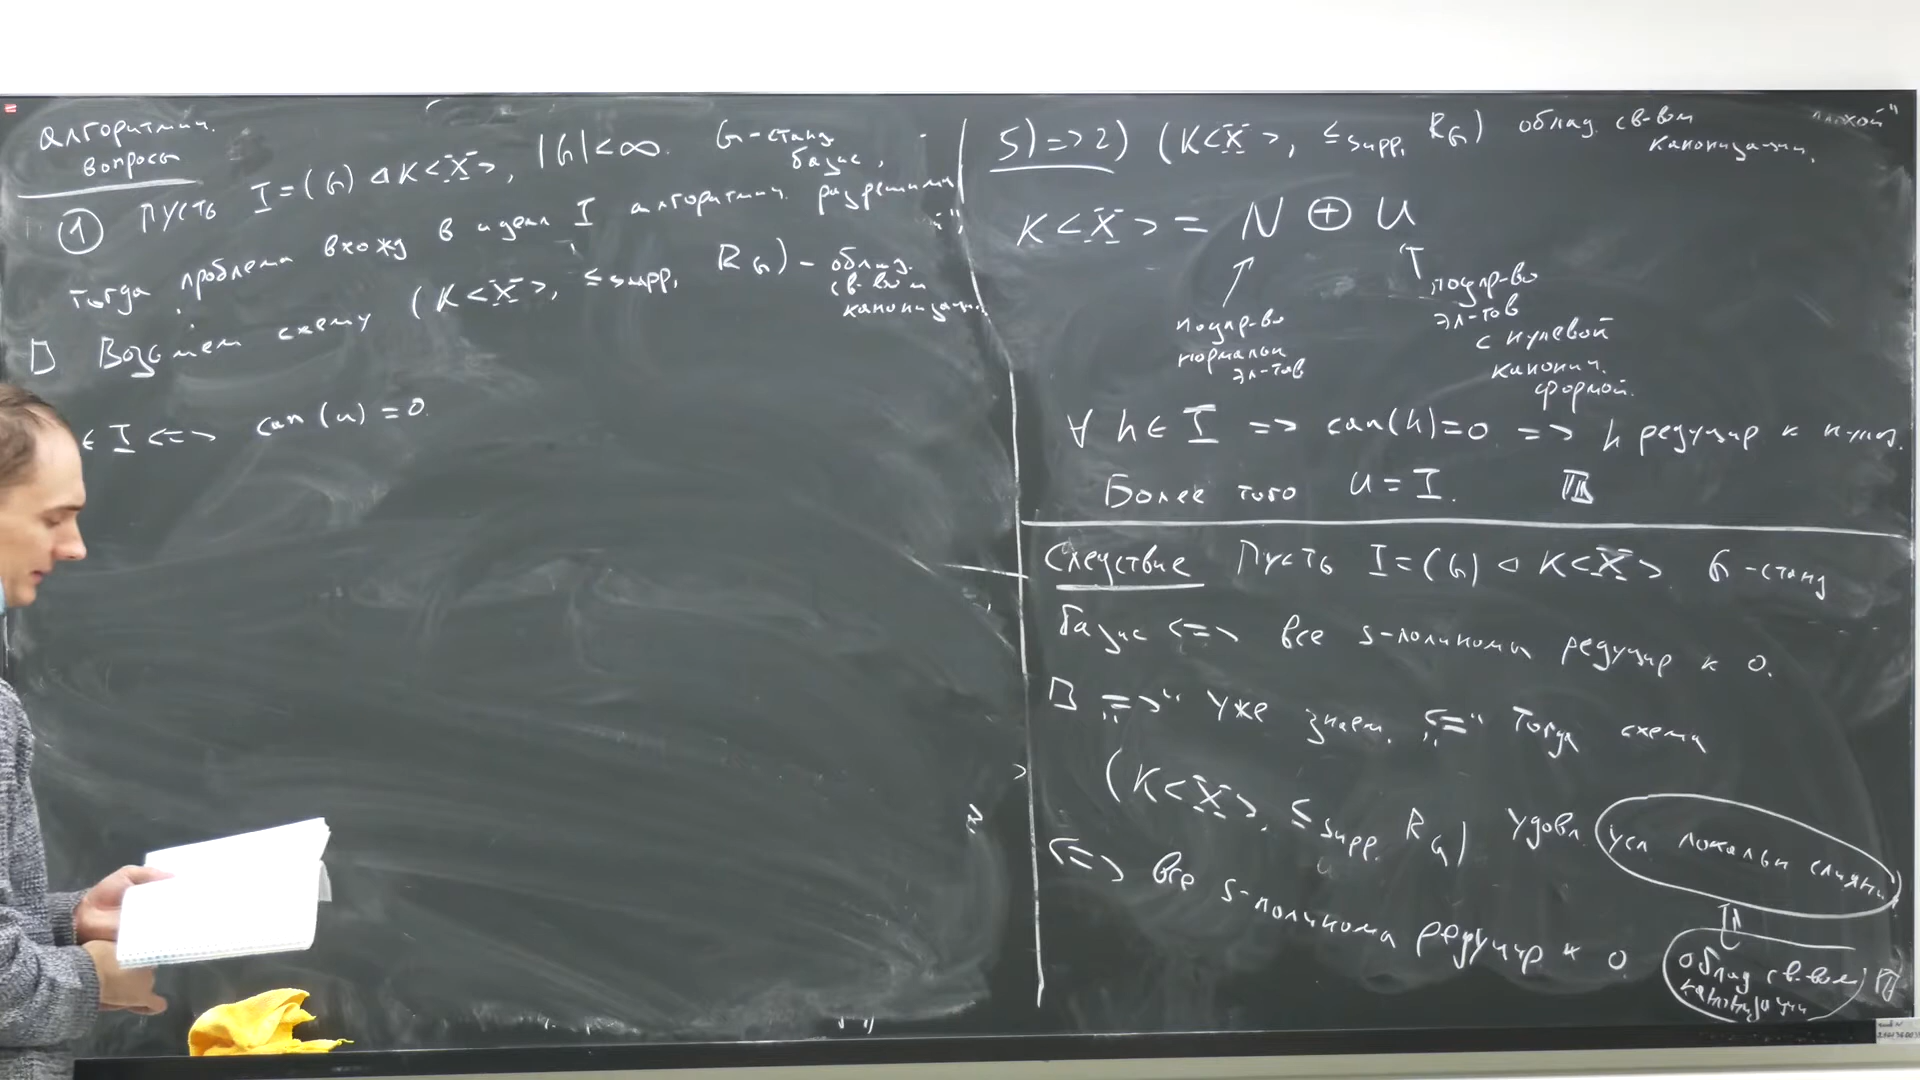 алгоритмич.
вопросы
① Пусть I = (G) ◁ K<X>, |G| < ∞. G - станд
базис,
Тогда проблема вхожд в идеал I алгоритмич. разрешима
▷ Возьмем схему (K<X>, ≤supp, R_G) - облад.
св-вом
канонизации.
∈ I <=> can(u) = 0.
5) => 2) (K<X>, ≤supp, R_G) облад. св-вом
канонизации.
K<X> = N ⊕ U
подпр-во
нормальн
эл-тов
подпр-во
эл-тов
с нулевой
канонич.
формой.
∀ h ∈ I => can(h) = 0 => h редуцир к нулю.
Более того U = I.
Следствие Пусть I = (G) ◁ K<X>. G - станд
базис <=> все s-полиномы редуцир к 0.
▷ "=>" Уже знаем. "<=" Тогда схема
(K<X>, ≤supp, R_G) удовл. усл локальн слияни
<=> все s-полинома редуцир к 0
облад св-вом
канонизации